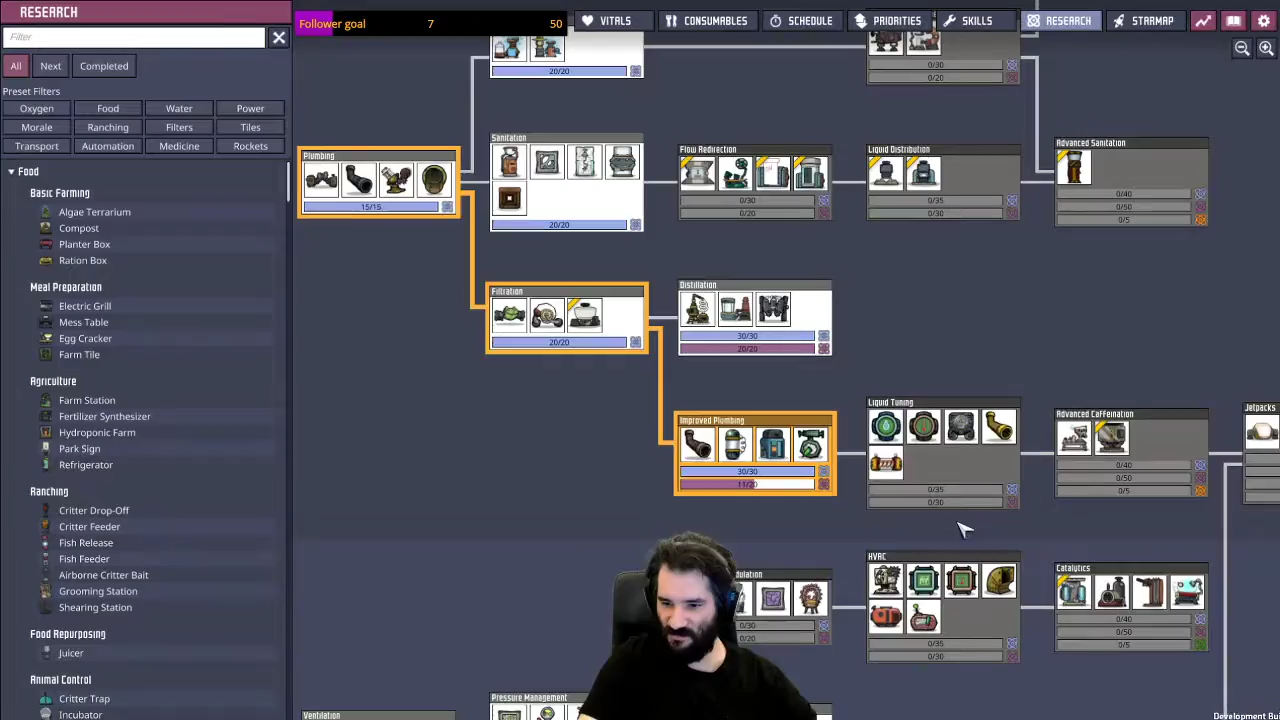 RESEARCH
Follower goal 7 50
VITALS
CONSUMABLES
SCHEDULE
PRIORITIES
SKILLS
RESEARCH
STARMAP
Filter
All
Next
Completed
Preset Filters
Oxygen
Food
Water
Power
Morale
Ranching
Filters
Tiles
Transport
Automation
Medicine
Rockets
Food
Basic Farming
Algae Terrarium
Compost
Planter Box
Ration Box
Meal Preparation
Electric Grill
Mess Table
Egg Cracker
Farm Tile
Agriculture
Farm Station
Fertilizer Synthesizer
Hydroponic Farm
Park Sign
Refrigerator
Ranching
Critter Drop-Off
Critter Feeder
Fish Release
Fish Feeder
Airborne Critter Bait
Grooming Station
Shearing Station
Food Repurposing
Juicer
Animal Control
Critter Trap
Incubator
20/20
0/30
0/20
Plumbing
15/15
Sanitation
20/20
Flow Redirection
0/30
0/20
Liquid Distribution
0/35
0/30
Advanced Sanitation
0/40
0/50
0/5
Filtration
20/20
Distillation
30/30
20/20
Improved Plumbing
30/30
11/20
Liquid Tuning
0/35
0/30
Advanced Caffeination
0/40
0/50
0/5
Jetpacks
0/30
0/20
HVAC
0/35
0/30
Catalytics
0/40
0/50
0/5
Pressure Management
Ventilation
Development Bu